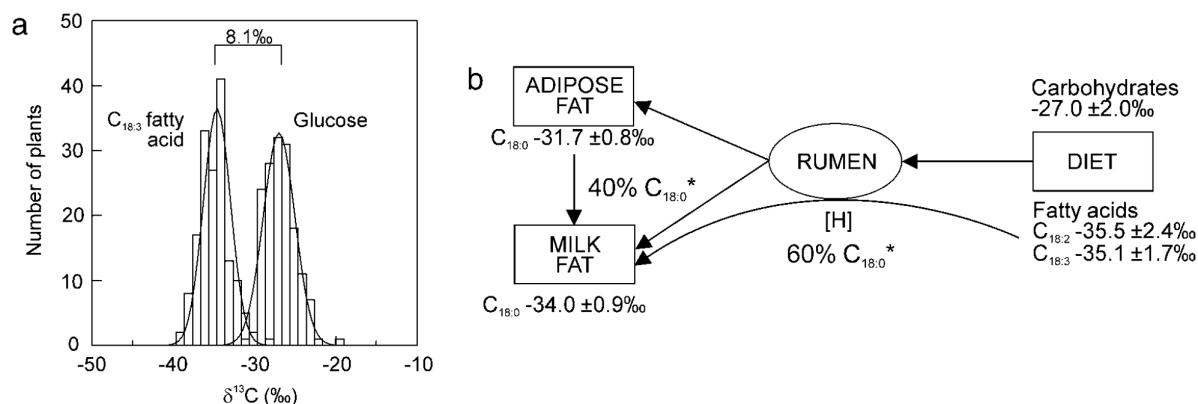 a
50
40
30
20
10
0
Number of plants
8.1‰
C18:3 fatty
acid
Glucose
-50
-40
-30
-20
-10
δ13C (‰)
b
ADIPOSE
FAT
C18:0 -31.7 ±0.8‰
40% C18:0*
MILK
FAT
C18:0 -34.0 ±0.9‰
RUMEN
[H]
60% C18:0*
Carbohydrates
-27.0 ±2.0‰
DIET
Fatty acids
C18:2 -35.5 ±2.4‰
C18:3 -35.1 ±1.7‰